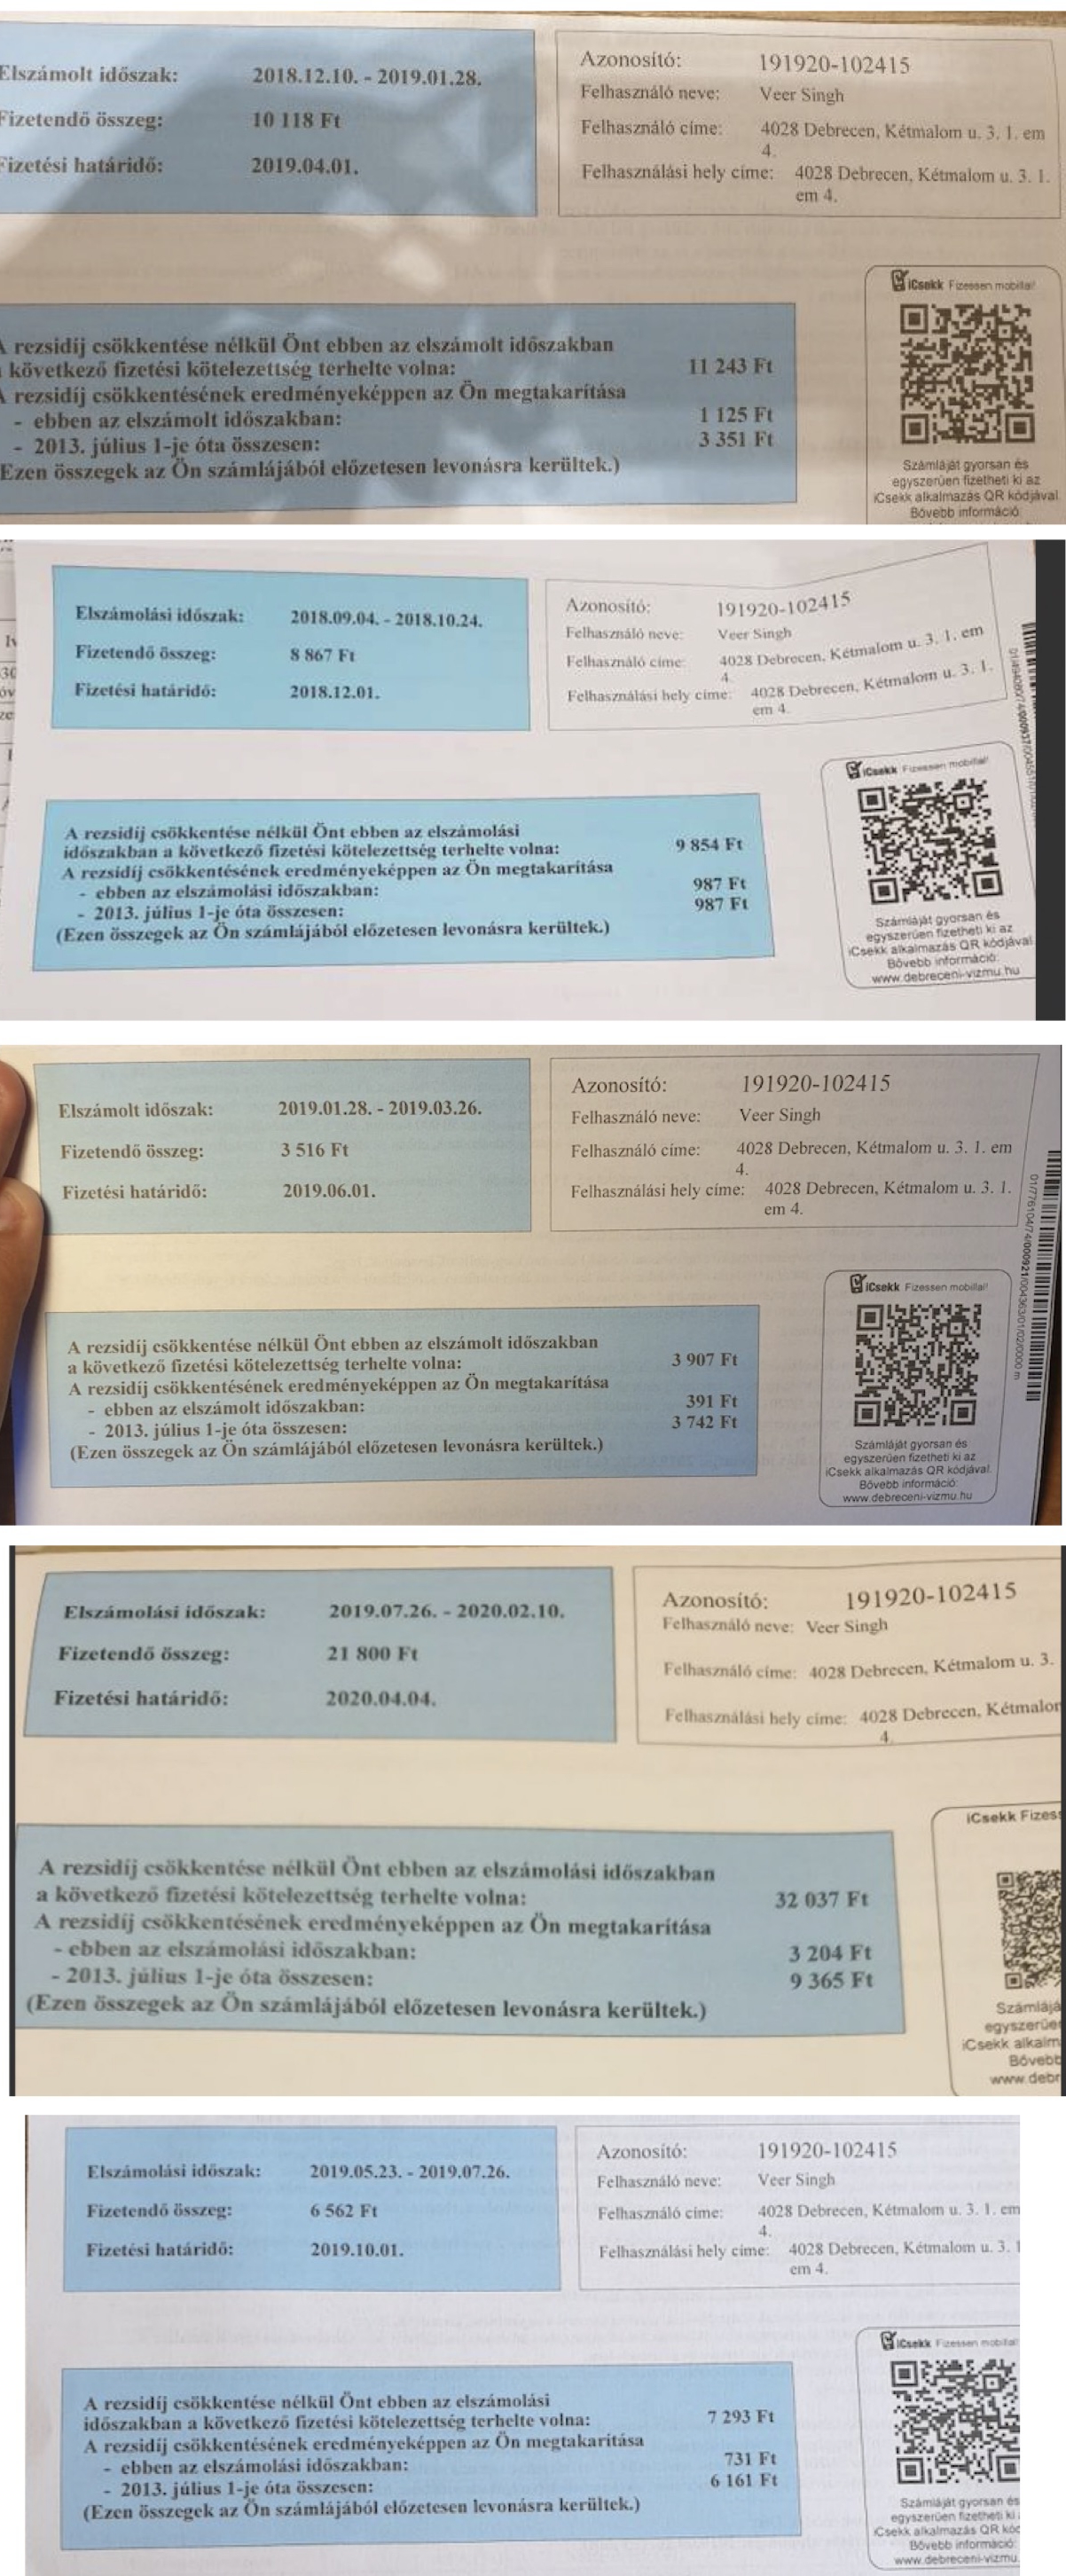 Elszámolt időszak: 2018.12.10. - 2019.01.28.
Fizetendő összeg: 10 118 Ft
Fizetési határidő: 2019.04.01.
Azonosító: 191920-102415
Felhasználó neve: Veer Singh
Felhasználó címe: 4028 Debrecen, Kétmalom u. 3. 1. em
4.
Felhasználási hely címe: 4028 Debrecen, Kétmalom u. 3. 1.
em 4.
iCsekk Fizessen mobillal!
A rezsidíj csökkentése nélkül Önt ebben az elszámolt időszakban
következő fizetési kötelezettség terhelte volna: 11 243 Ft
A rezsidíj csökkentésének eredményeképpen az Ön megtakarítása
- ebben az elszámolt időszakban: 1 125 Ft
- 2013. július 1-je óta összesen: 3 351 Ft
Ezen összegek az Ön számlájából előzetesen levonásra kerültek.)
Számláját gyorsan és
egyszerűen fizetheti ki az
iCsekk alkalmazás QR kódjával.
Bővebb információ
Elszámolási időszak: 2018.09.04. - 2018.10.24.
Fizetendő összeg: 8 867 Ft
Fizetési határidő: 2018.12.01.
Azonosító: 191920-102415
Felhasználó neve: Veer Singh
Felhasználó címe: 4028 Debrecen, Kétmalom u. 3. 1. em
4.
Felhasználási hely címe: 4028 Debrecen, Kétmalom u. 3. 1.
em 4.
iCsekk Fizessen mobillal!
A rezsidíj csökkentése nélkül Önt ebben az elszámolási
időszakban a következő fizetési kötelezettség terhelte volna: 9 854 Ft
A rezsidíj csökkentésének eredményeképpen az Ön megtakarítása
- ebben az elszámolási időszakban: 987 Ft
- 2013. július 1-je óta összesen: 987 Ft
(Ezen összegek az Ön számlájából előzetesen levonásra kerültek.)
Számláját gyorsan és
egyszerűen fizetheti ki az
iCsekk alkalmazás QR kódjával.
Bővebb információ:
www.debreceni-vizmu.hu
Elszámolt időszak: 2019.01.28. - 2019.03.26.
Fizetendő összeg: 3 516 Ft
Fizetési határidő: 2019.06.01.
Azonosító: 191920-102415
Felhasználó neve: Veer Singh
Felhasználó címe: 4028 Debrecen, Kétmalom u. 3. 1. em
4.
Felhasználási hely címe: 4028 Debrecen, Kétmalom u. 3. 1.
em 4.
01/776104/74/000921/004363/01/02/0000 m
iCsekk Fizessen mobillal!
A rezsidíj csökkentése nélkül Önt ebben az elszámolt időszakban
a következő fizetési kötelezettség terhelte volna: 3 907 Ft
A rezsidíj csökkentésének eredményeképpen az Ön megtakarítása
- ebben az elszámolt időszakban: 391 Ft
- 2013. július 1-je óta összesen: 3 742 Ft
(Ezen összegek az Ön számlájából előzetesen levonásra kerültek.)
Számláját gyorsan és
egyszerűen fizetheti ki az
iCsekk alkalmazás QR kódjával.
Bővebb információ:
www.debreceni-vizmu.hu
Elszámolási időszak: 2019.07.26. - 2020.02.10.
Fizetendő összeg: 21 800 Ft
Fizetési határidő: 2020.04.04.
Azonosító: 191920-102415
Felhasználó neve: Veer Singh
Felhasználó címe: 4028 Debrecen, Kétmalom u. 3.
Felhasználási hely címe: 4028 Debrecen, Kétmalor
4.
iCsekk Fizes
A rezsidíj csökkentése nélkül Önt ebben az elszámolási időszakban
a következő fizetési kötelezettség terhelte volna: 32 037 Ft
A rezsidíj csökkentésének eredményeképpen az Ön megtakarítása
- ebben az elszámolási időszakban: 3 204 Ft
- 2013. július 1-je óta összesen: 9 365 Ft
(Ezen összegek az Ön számlájából előzetesen levonásra kerültek.)
Számlájá
egyszerűe
iCsekk alkalm
Bővebb
www.debr
Elszámolási időszak: 2019.05.23. - 2019.07.26.
Fizetendő összeg: 6 562 Ft
Fizetési határidő: 2019.10.01.
Azonosító: 191920-102415
Felhasználó neve: Veer Singh
Felhasználó címe: 4028 Debrecen, Kétmalom u. 3. 1. em
4.
Felhasználási hely címe: 4028 Debrecen, Kétmalom u. 3. 1
em 4.
iCsekk Fizessen mobillal!
A rezsidíj csökkentése nélkül Önt ebben az elszámolási
időszakban a következő fizetési kötelezettség terhelte volna: 7 293 Ft
A rezsidíj csökkentésének eredményeképpen az Ön megtakarítása
- ebben az elszámolási időszakban: 731 Ft
- 2013. július 1-je óta összesen: 6 161 Ft
(Ezen összegek az Ön számlájából előzetesen levonásra kerültek.)
Számláját gyorsan és
egyszerűen fizetheti ki
iCsekk alkalmazás QR kód
Bővebb információ:
www.debreceni-vizmu.